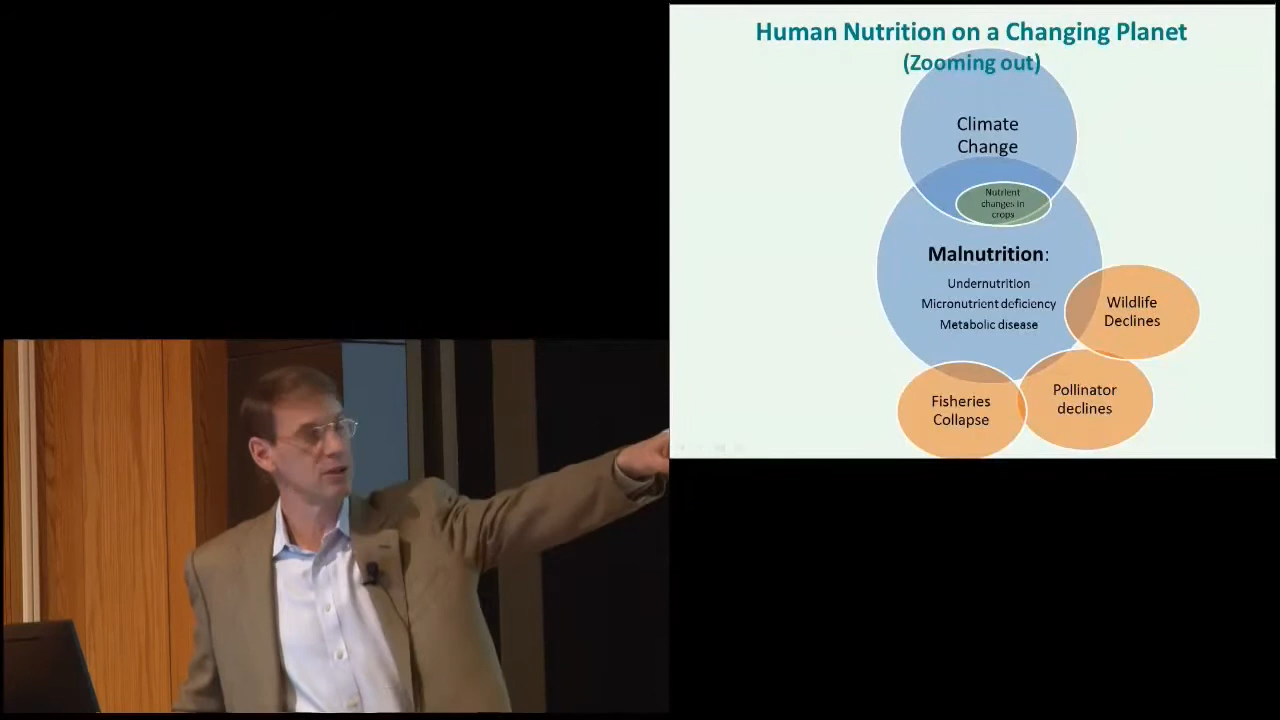 Human Nutrition on a Changing Planet
(Zooming out)
Climate
Change
Nutrient
changes in
crops
Malnutrition:
Undernutrition
Micronutrient deficiency
Metabolic disease
Wildlife
Declines
Pollinator
declines
Fisheries
Collapse